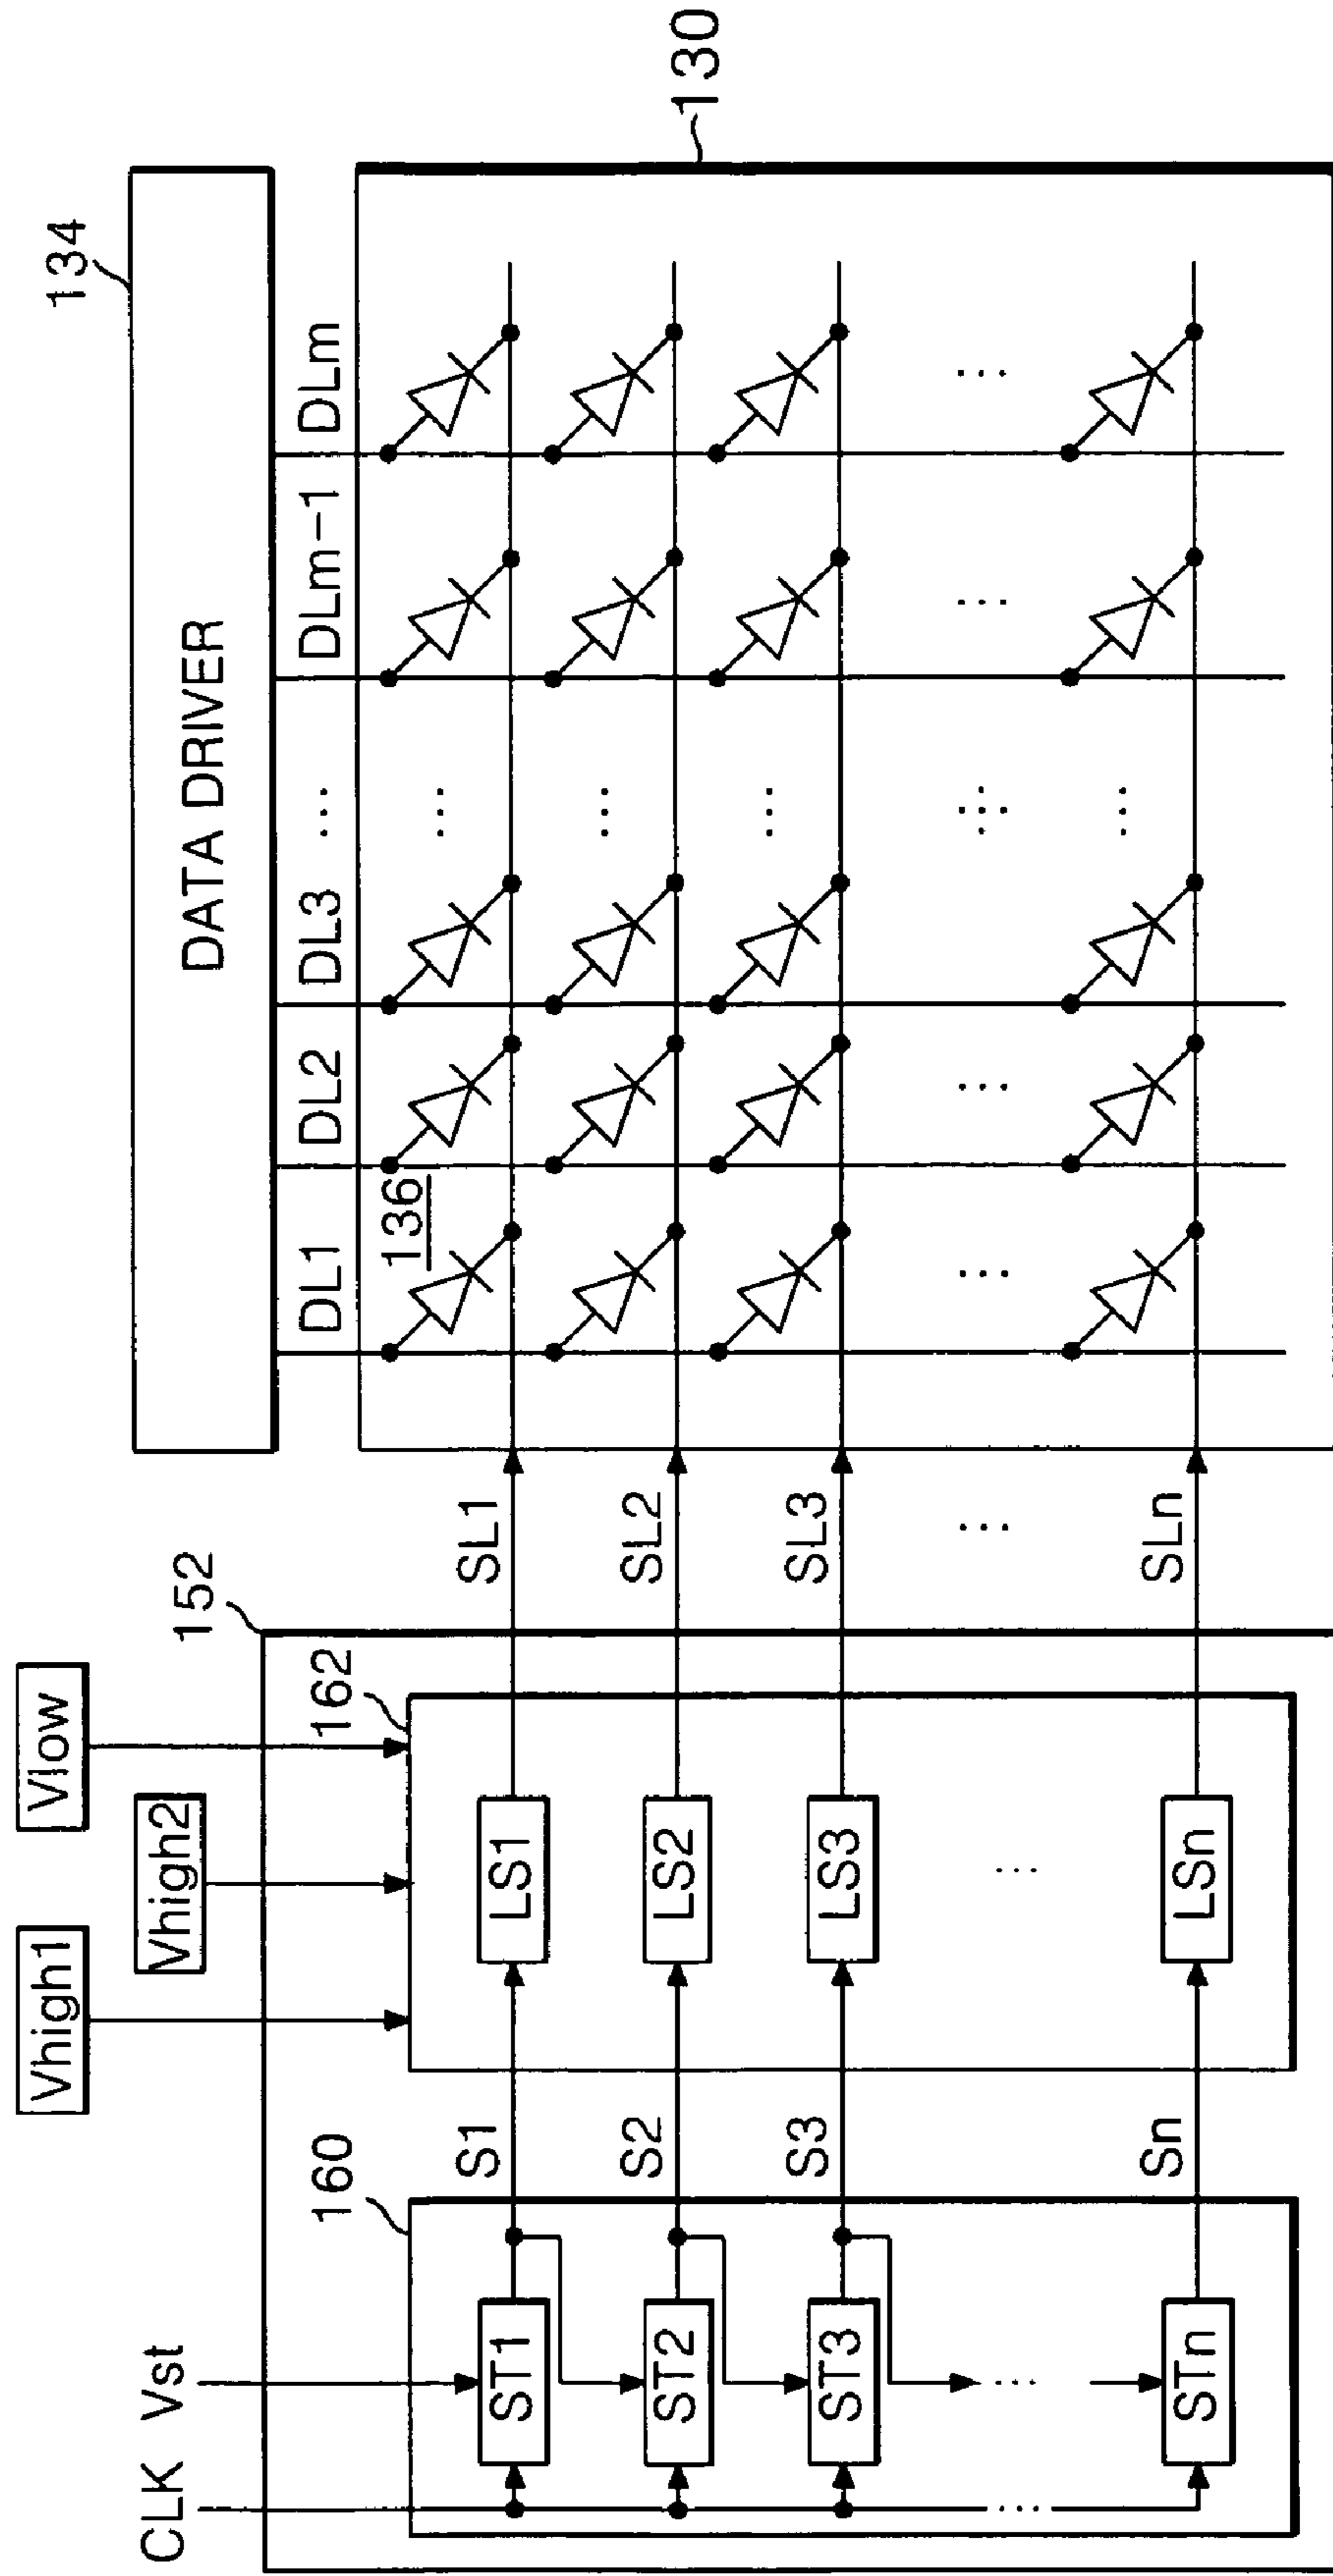 CLK Vst
Vhigh1
Vhigh2
Vlow
152
134
DATA DRIVER
160
162
DL1 DL2 DL3 ... DLm-1 DLm
136
130
ST1 S1 LS1 SL1
ST2 S2 LS2 SL2
ST3 S3 LS3 SL3
... ... ...
STn Sn LSn SLn